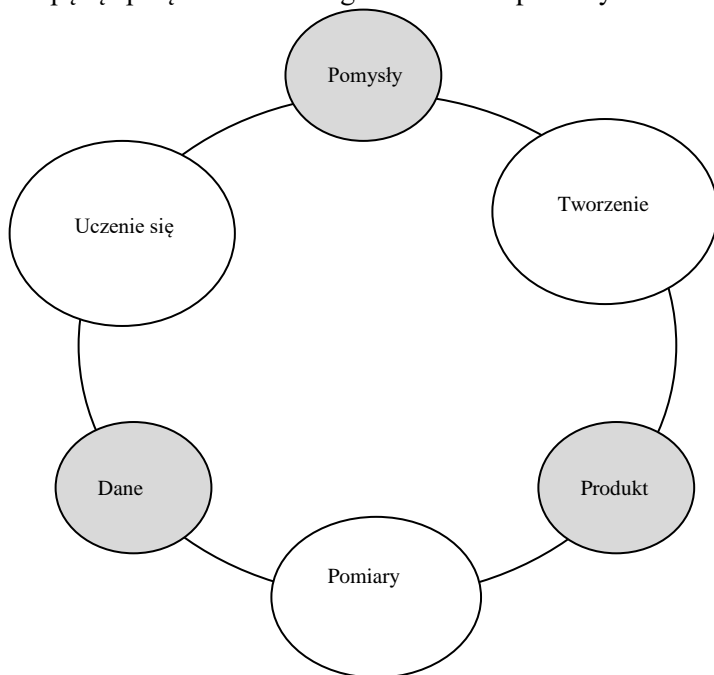 Pomysły
Tworzenie
Uczenie się
Dane
Produkt
Pomiary